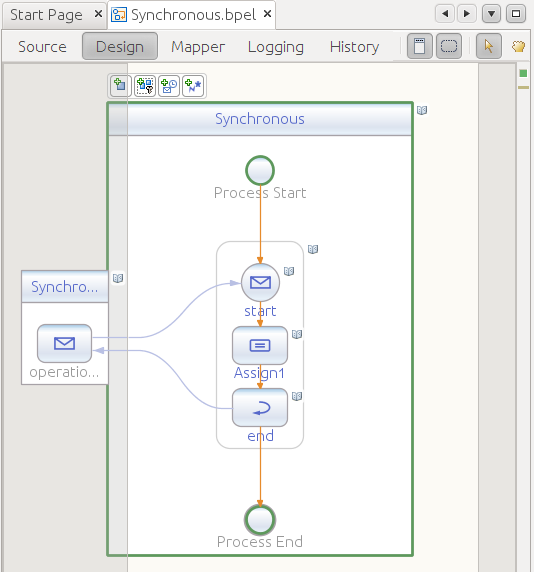 Start Page
Synchronous.bpel
Source
Design
Mapper
Logging
History
Synchronous
Process Start
Synchro...
start
operatio...
Assign1
end
Process End